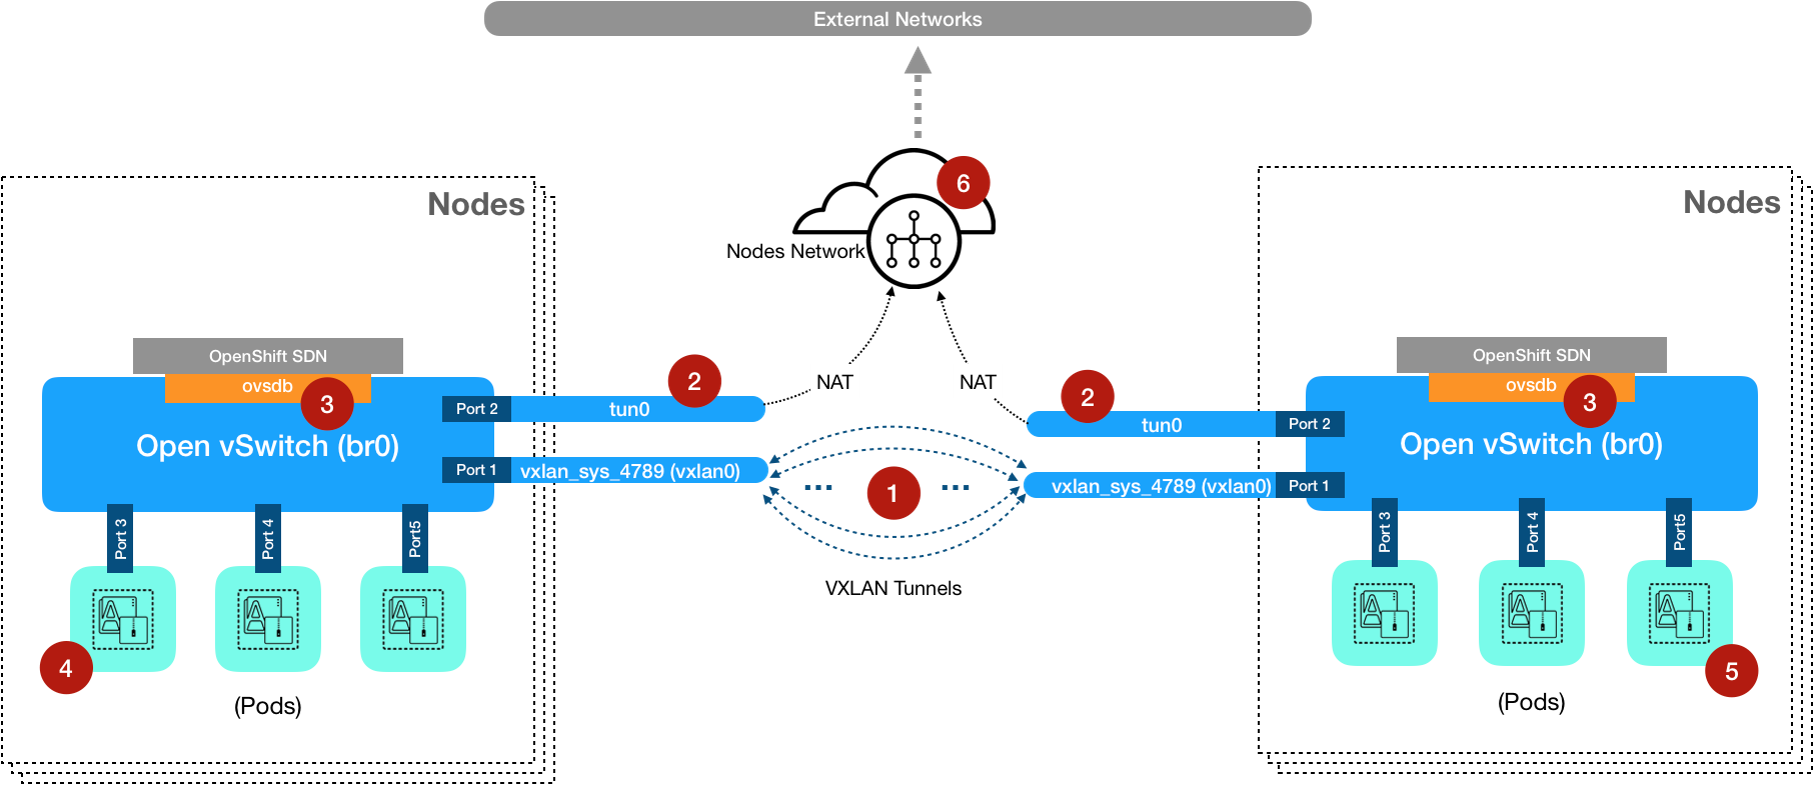 External Networks
6
Nodes
Nodes
Nodes Network
OpenShift SDN
ovsdb
3
Open vSwitch (br0)
Port 2
tun0
2
NAT
Port 1
vxlan_sys_4789 (vxlan0)
Port 3
Port 4
Port5
4
(Pods)
1
VXLAN Tunnels
NAT
2
tun0
Port 2
vxlan_sys_4789 (vxlan0)
Port 1
OpenShift SDN
ovsdb
3
Open vSwitch (br0)
Port 3
Port 4
Port5
5
(Pods)